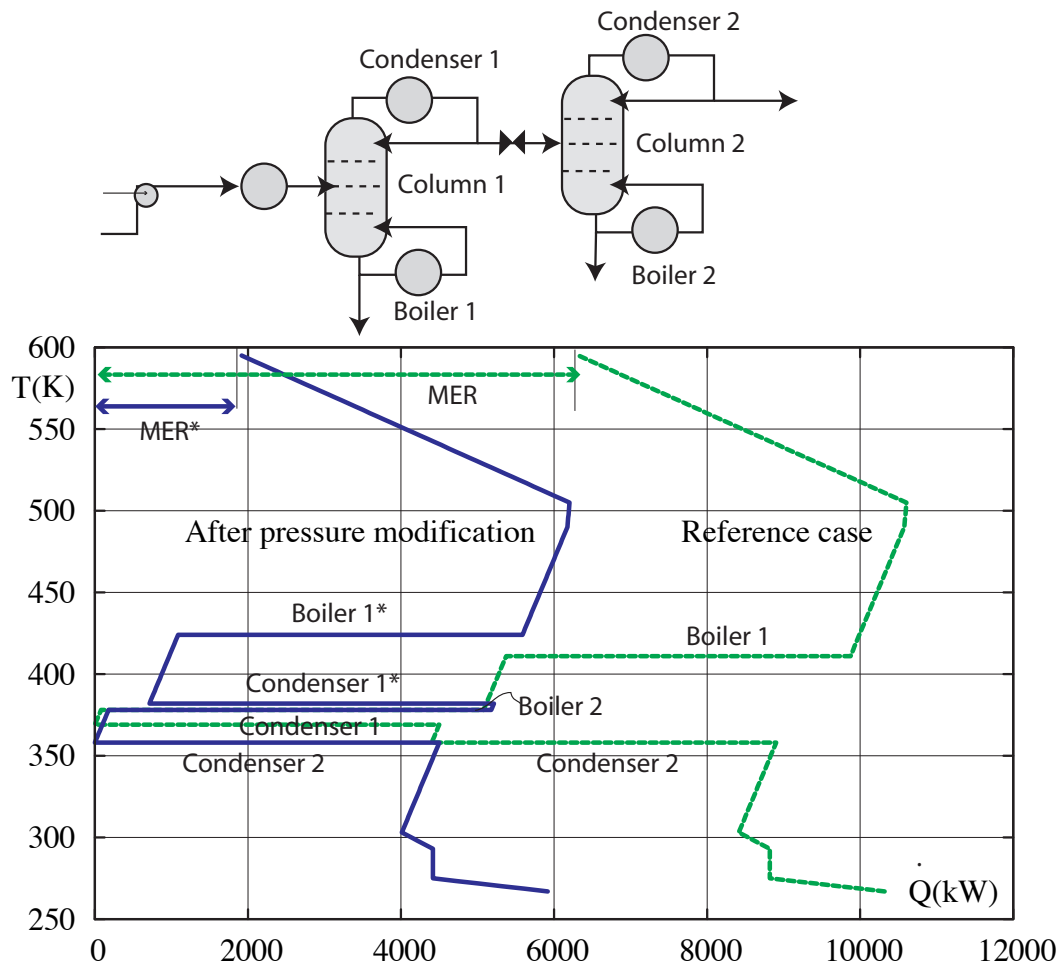 Condenser 2
Condenser 1
Column 2
Column 1
Boiler 2
Boiler 1
600
T(K)
MER
MER*
550
500
After pressure modification
Reference case
450
Boiler 1*
Boiler 1
400
Condenser 1*
Boiler 2
Condenser 1
350
Condenser 2
Condenser 2
300
Q̇(kW)
250
0
2000
4000
6000
8000
10000
12000